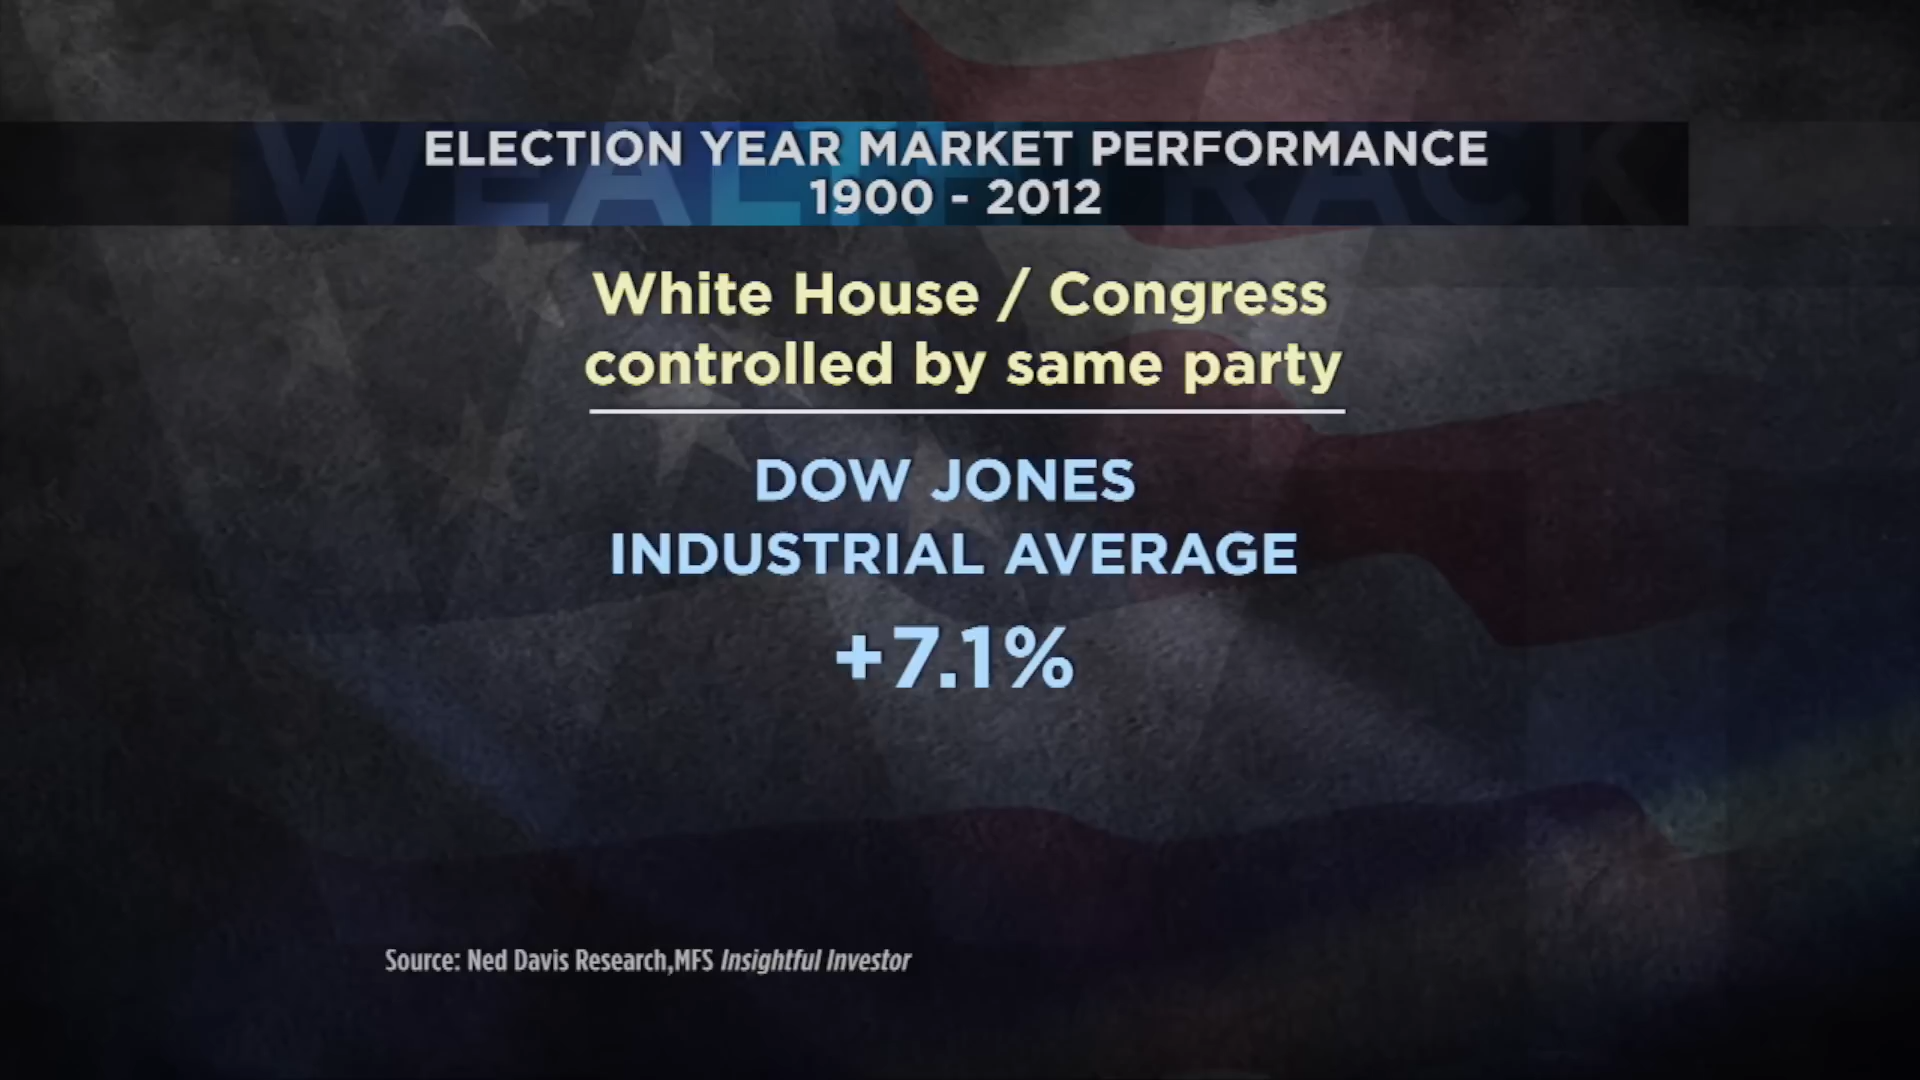 WEALTHTRACK
ELECTION YEAR MARKET PERFORMANCE
1900 - 2012
White House / Congress
controlled by same party
DOW JONES
INDUSTRIAL AVERAGE
+7.1%
Source: Ned Davis Research,MFS Insightful Investor